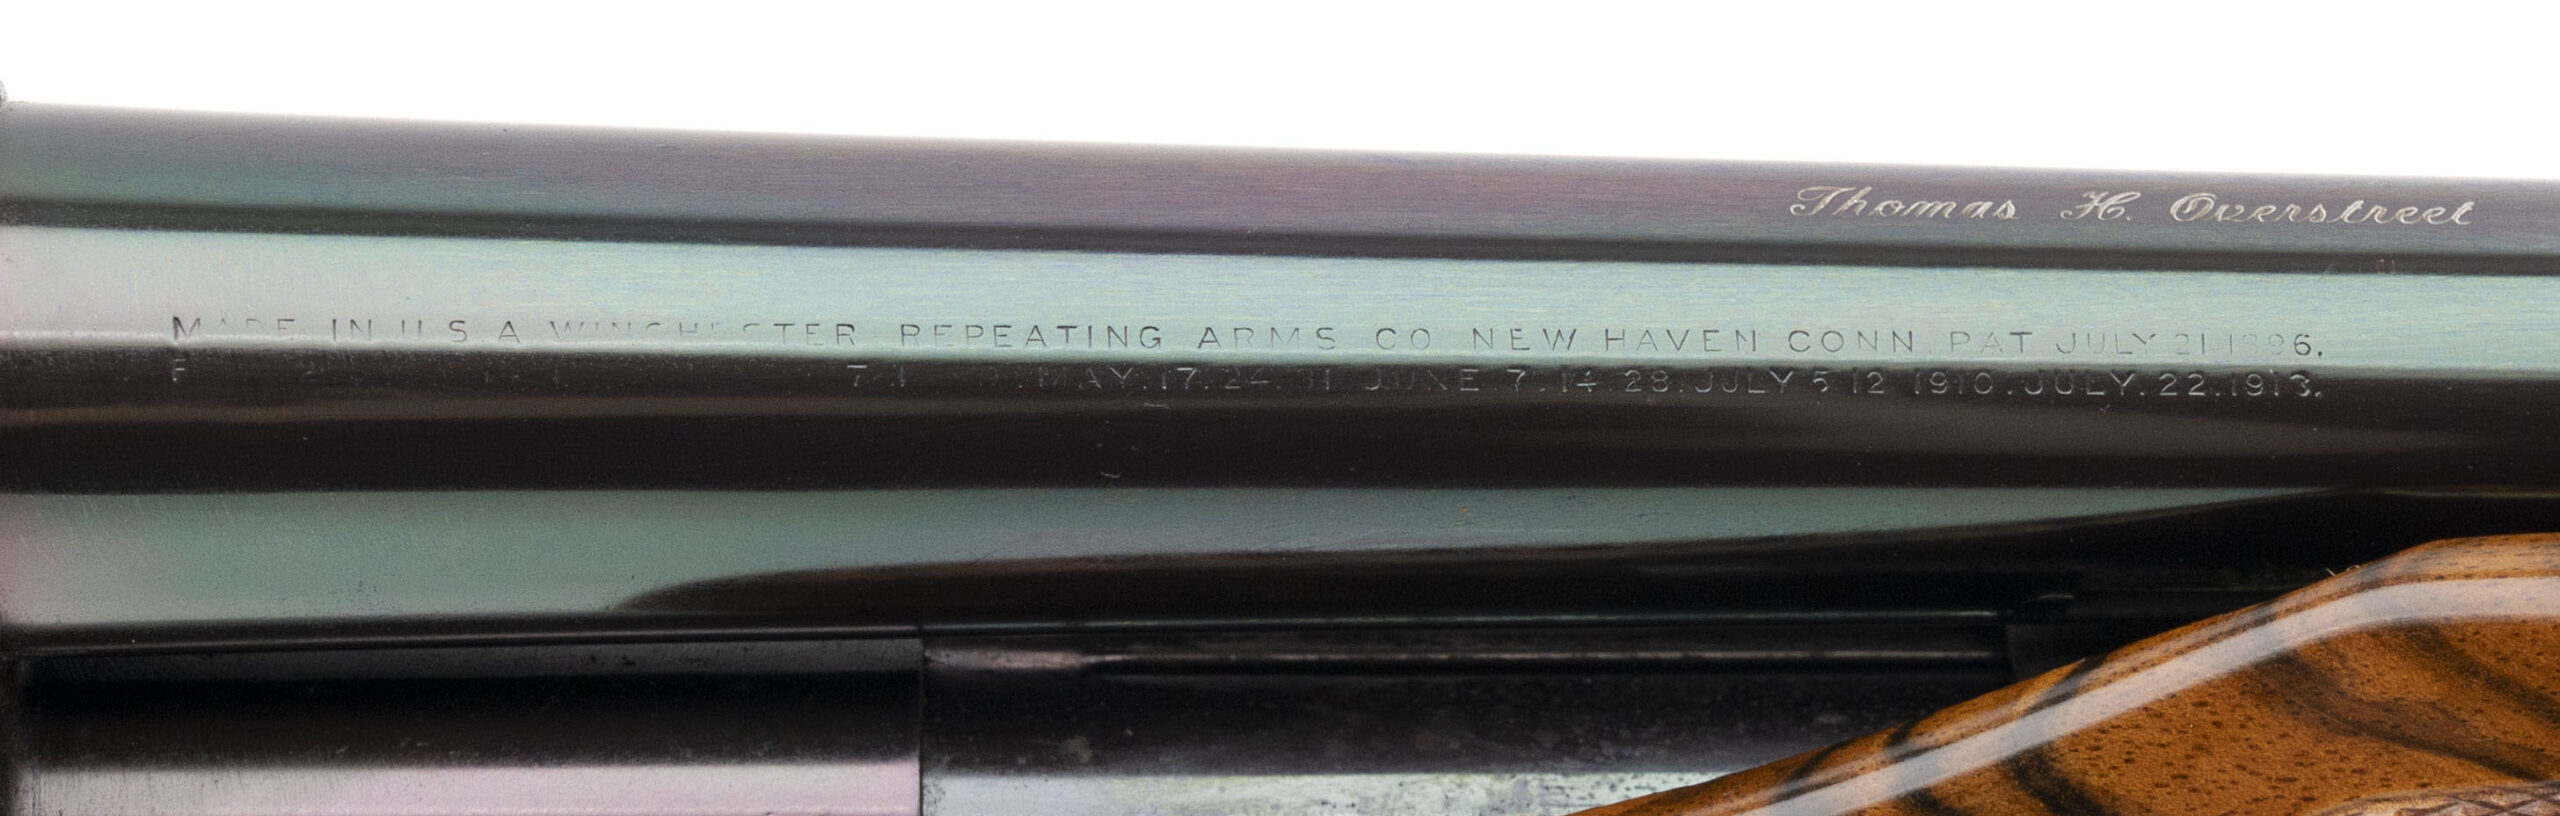 Thomas H. Overstreet
MADE IN U S A WINCHESTER REPEATING ARMS CO NEW HAVEN CONN. PAT JULY 21 1896.
MAY. 17. 24. 31 JUNE 7. 14 28. JULY 5 12 1910. JULY. 22. 1913.